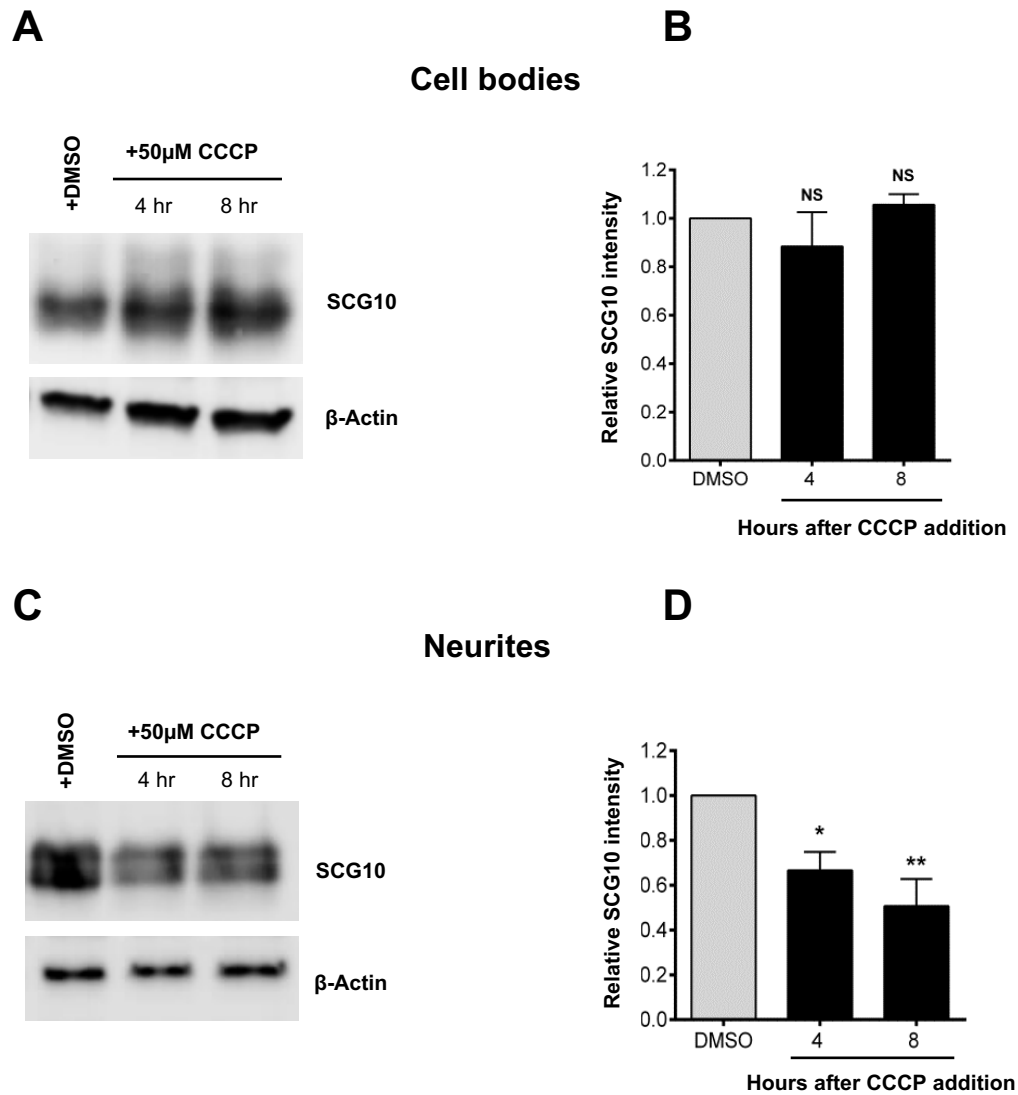 A
B
Cell bodies
+DMSO
+50µM CCCP
4 hr 8 hr
SCG10
β-Actin
Relative SCG10 intensity
1.2
1.0
0.8
0.6
0.4
0.2
0.0
NS
NS
DMSO 4 8
Hours after CCCP addition
C
D
Neurites
+DMSO
+50µM CCCP
4 hr 8 hr
SCG10
β-Actin
Relative SCG10 intensity
1.2
1.0
0.8
0.6
0.4
0.2
0.0
*
**
DMSO 4 8
Hours after CCCP addition